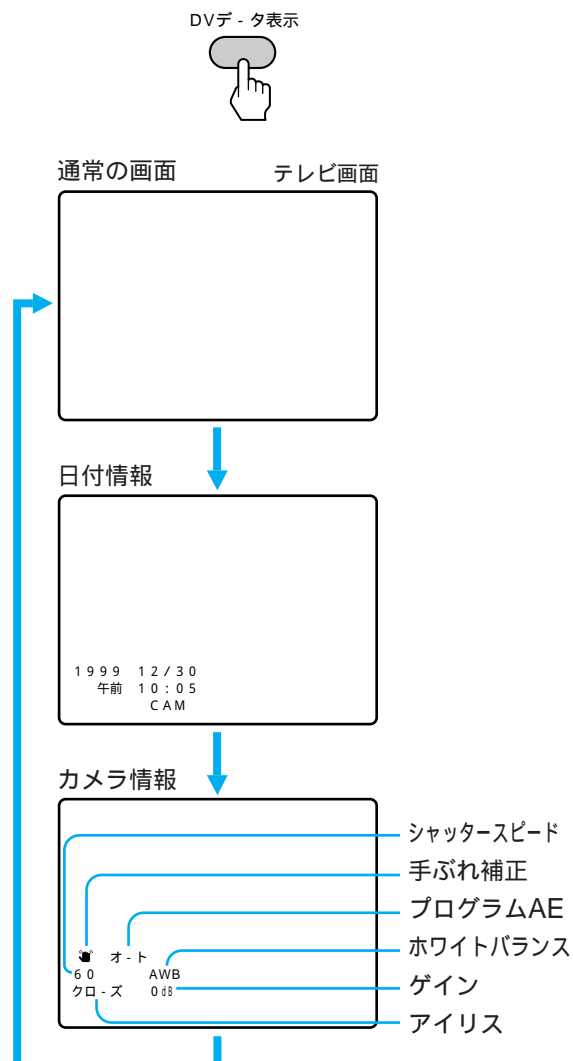 DVデ-タ表示
通常の画面 テレビ画面
日付情報
1999 12/30
午前 10:05
CAM
カメラ情報
シャッタースピード
手ぶれ補正
プログラムAE
ホワイトバランス
ゲイン
アイリス
オ-ト
60 AWB
クロ-ズ 0dB